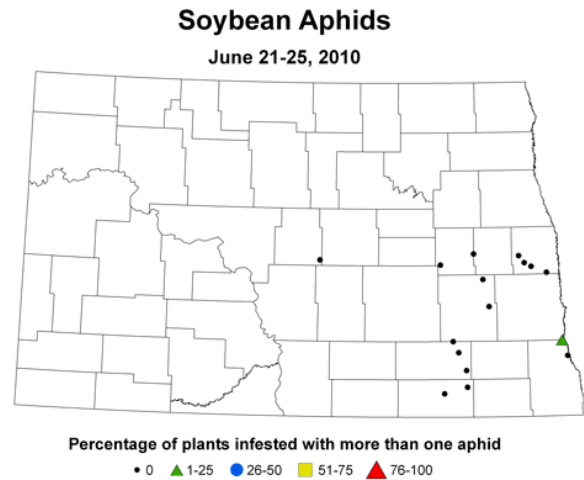 Soybean Aphids
June 21-25, 2010
Percentage of plants infested with more than one aphid
0 1-25 26-50 51-75 76-100